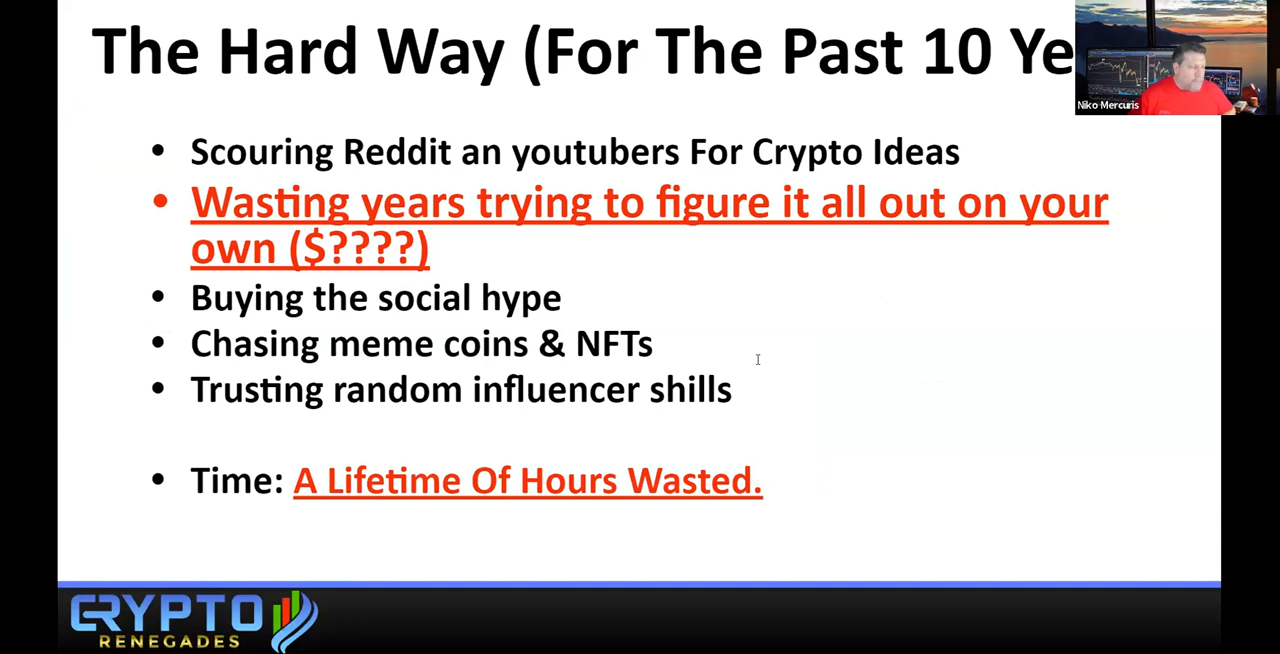 The Hard Way (For The Past 10 Ye
Niko Mercuris
• Scouring Reddit an youtubers For Crypto Ideas
• Wasting years trying to figure it all out on your
own ($????)
• Buying the social hype
• Chasing meme coins & NFTs
• Trusting random influencer shills
• Time: A Lifetime Of Hours Wasted.
CRYPTO
RENEGADES